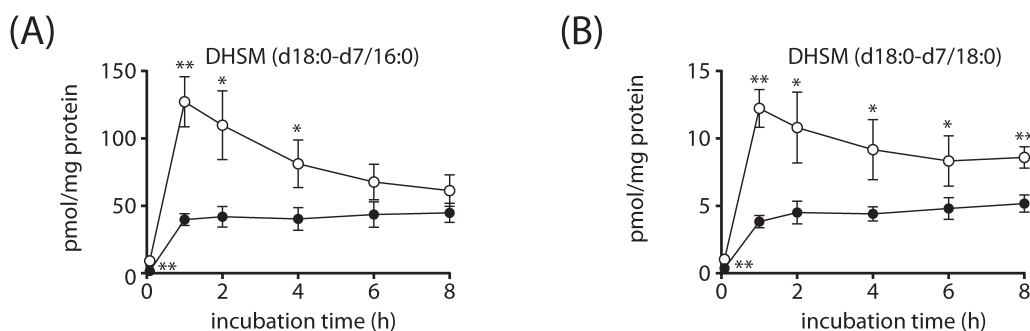 (A)
DHSM (d18:0-d7/16:0)
pmol/mg protein
150
100
50
0
**
*
*
**
0 2 4 6 8
incubation time (h)
(B)
DHSM (d18:0-d7/18:0)
pmol/mg protein
15
10
5
0
**
*
*
*
**
**
0 2 4 6 8
incubation time (h)